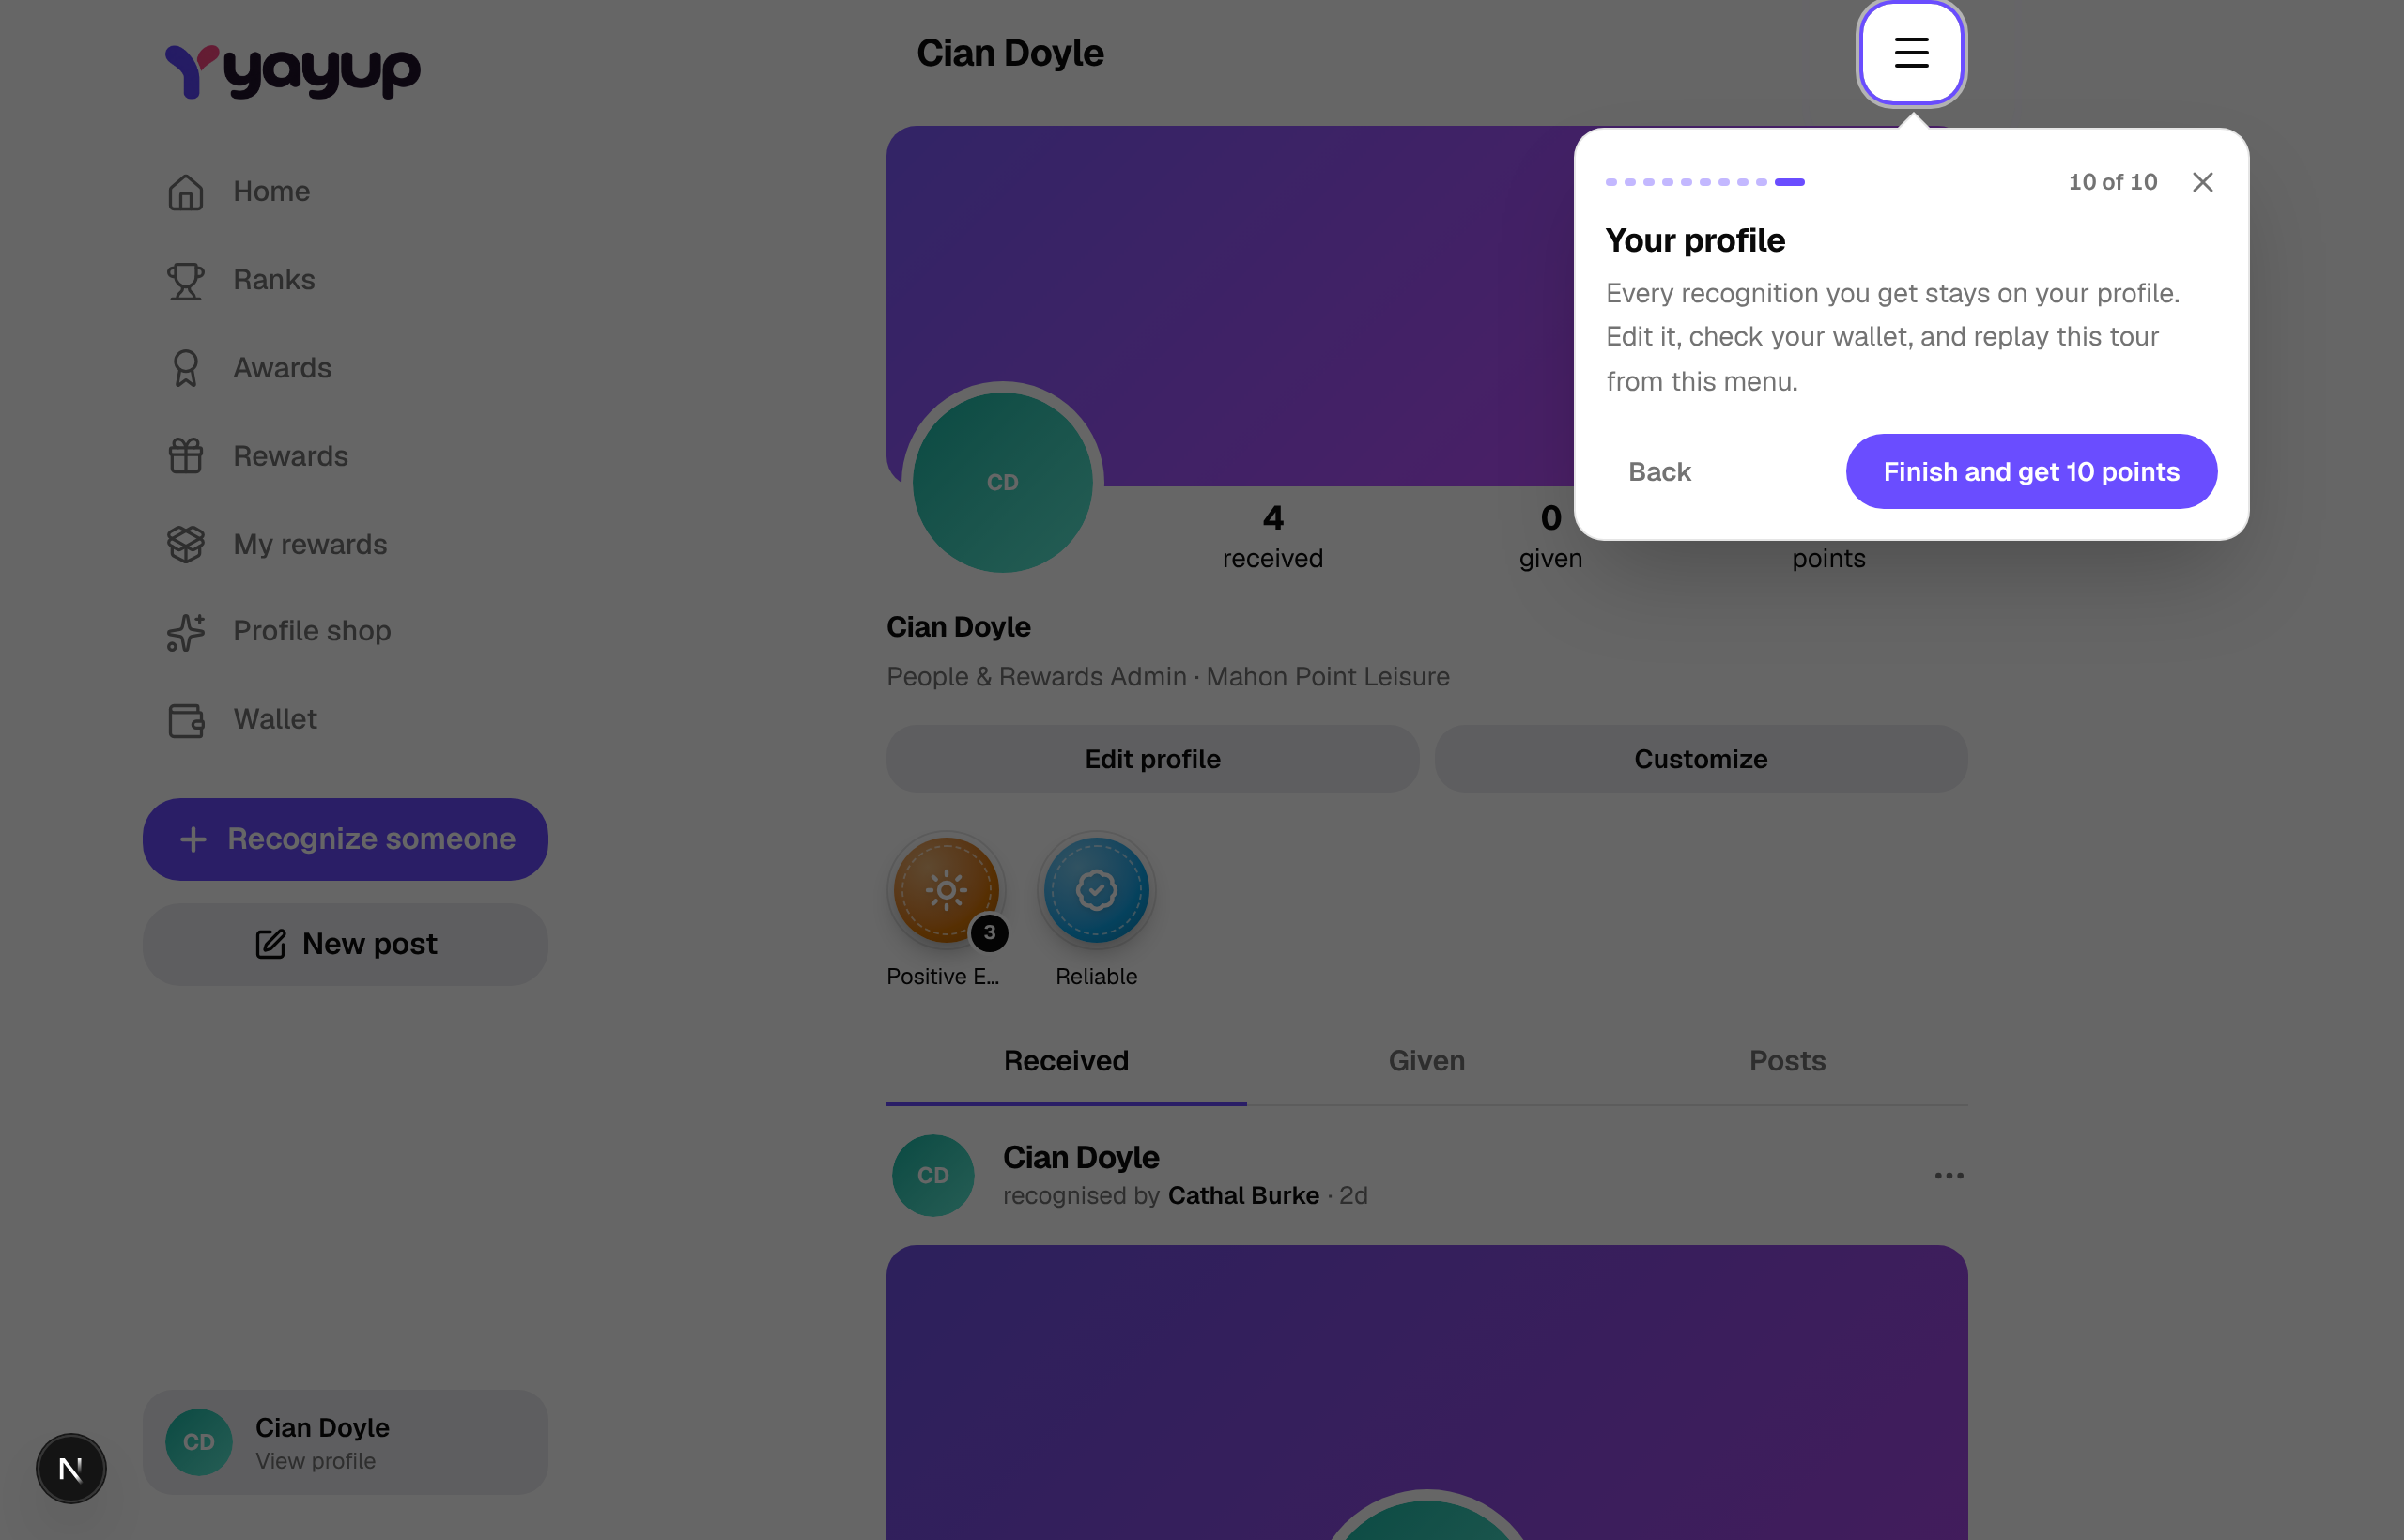 yayup
Home
Ranks
Awards
Rewards
My rewards
Profile shop
Wallet
Recognize someone
New post
CD
Cian Doyle
View profile
N
Cian Doyle
10 of 10
Your profile
Every recognition you get stays on your profile.
Edit it, check your wallet, and replay this tour
from this menu.
Back
Finish and get 10 points
CD
4
received
0
given
points
Cian Doyle
People & Rewards Admin · Mahon Point Leisure
Edit profile
Customize
3
Positive E...
Reliable
Received
Given
Posts
CD
Cian Doyle
recognised by Cathal Burke · 2d